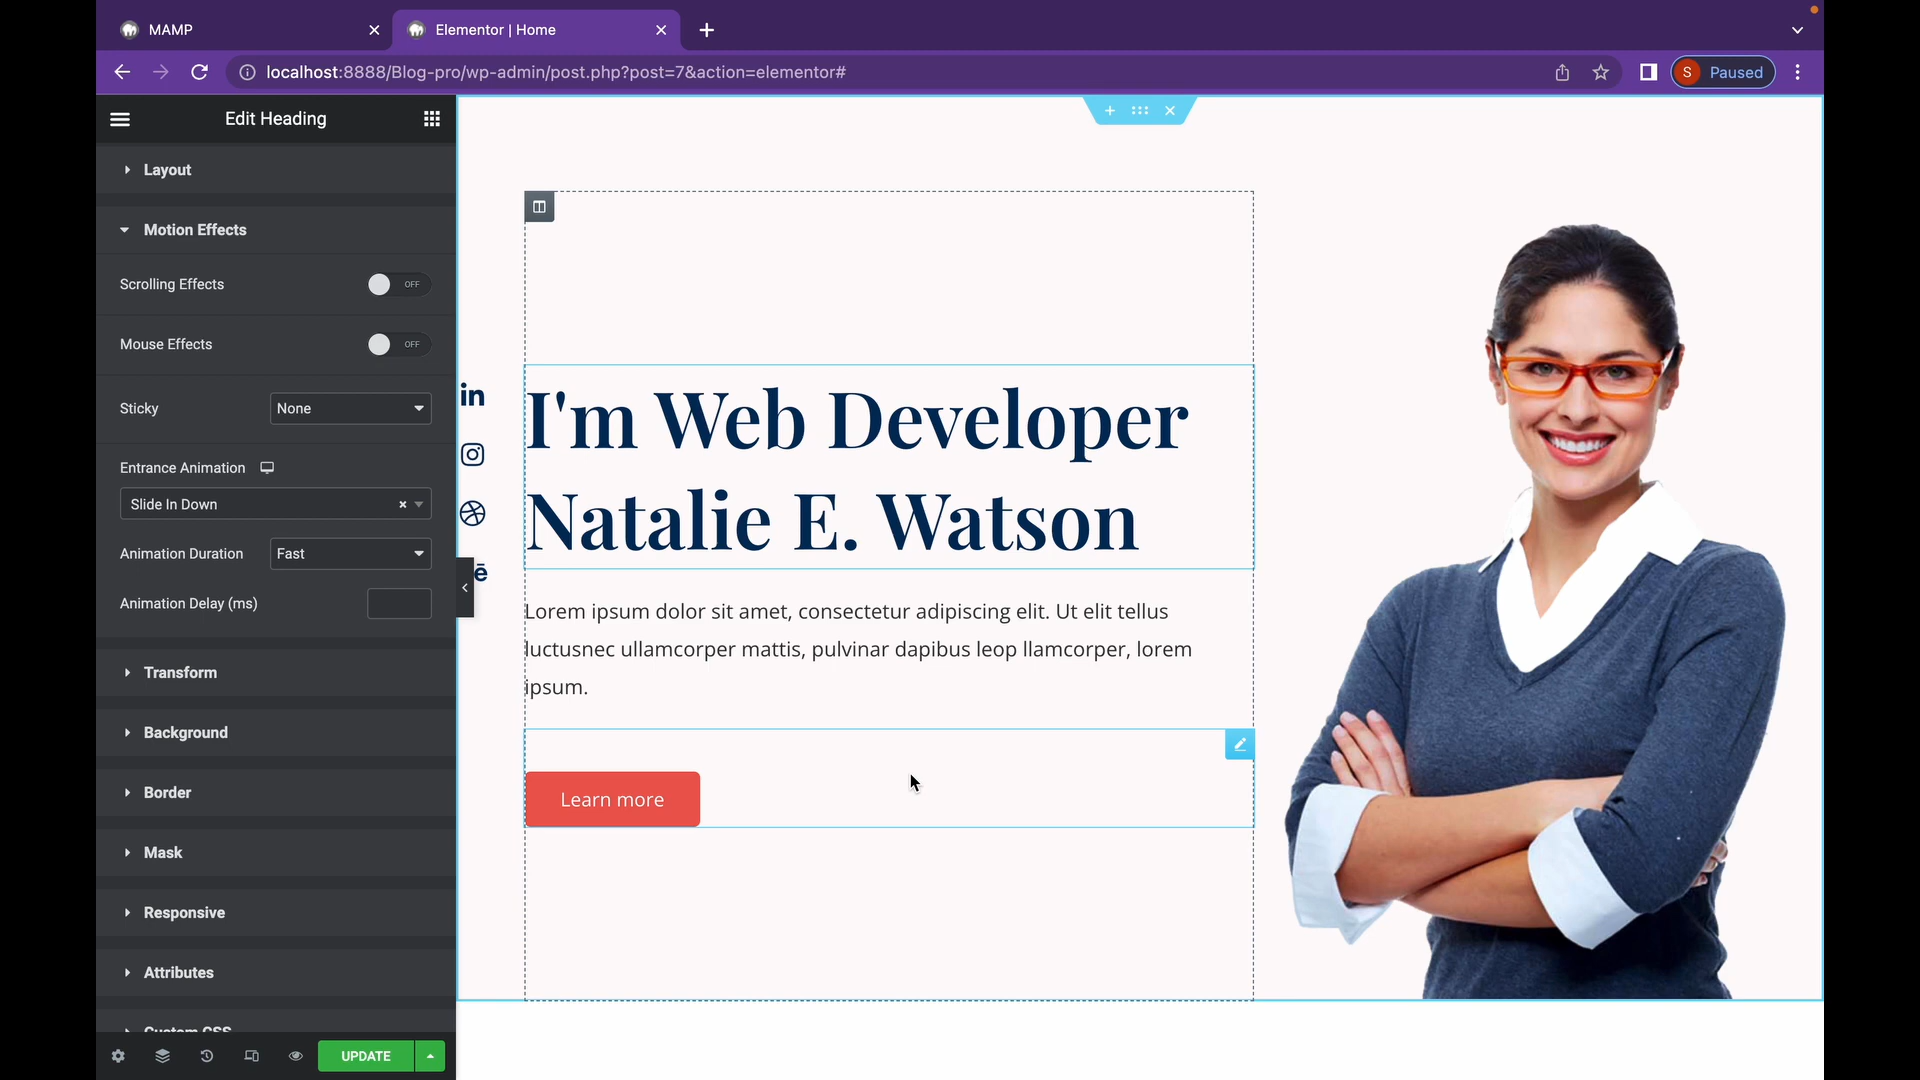 MAMP
Elementor | Home
localhost:8888/Blog-pro/wp-admin/post.php?post=7&action=elementor#
S
Paused
Edit Heading
Layout
Motion Effects
Scrolling Effects
OFF
Mouse Effects
OFF
Sticky
None
Entrance Animation
Slide In Down
Animation Duration
Fast
Animation Delay (ms)
Transform
Background
Border
Mask
Responsive
Attributes
Custom CSS
UPDATE
in
I'm Web Developer
Natalie E. Watson
Lorem ipsum dolor sit amet, consectetur adipiscing elit. Ut elit tellus
luctusnec ullamcorper mattis, pulvinar dapibus leop llamcorper, lorem
ipsum.
Learn more